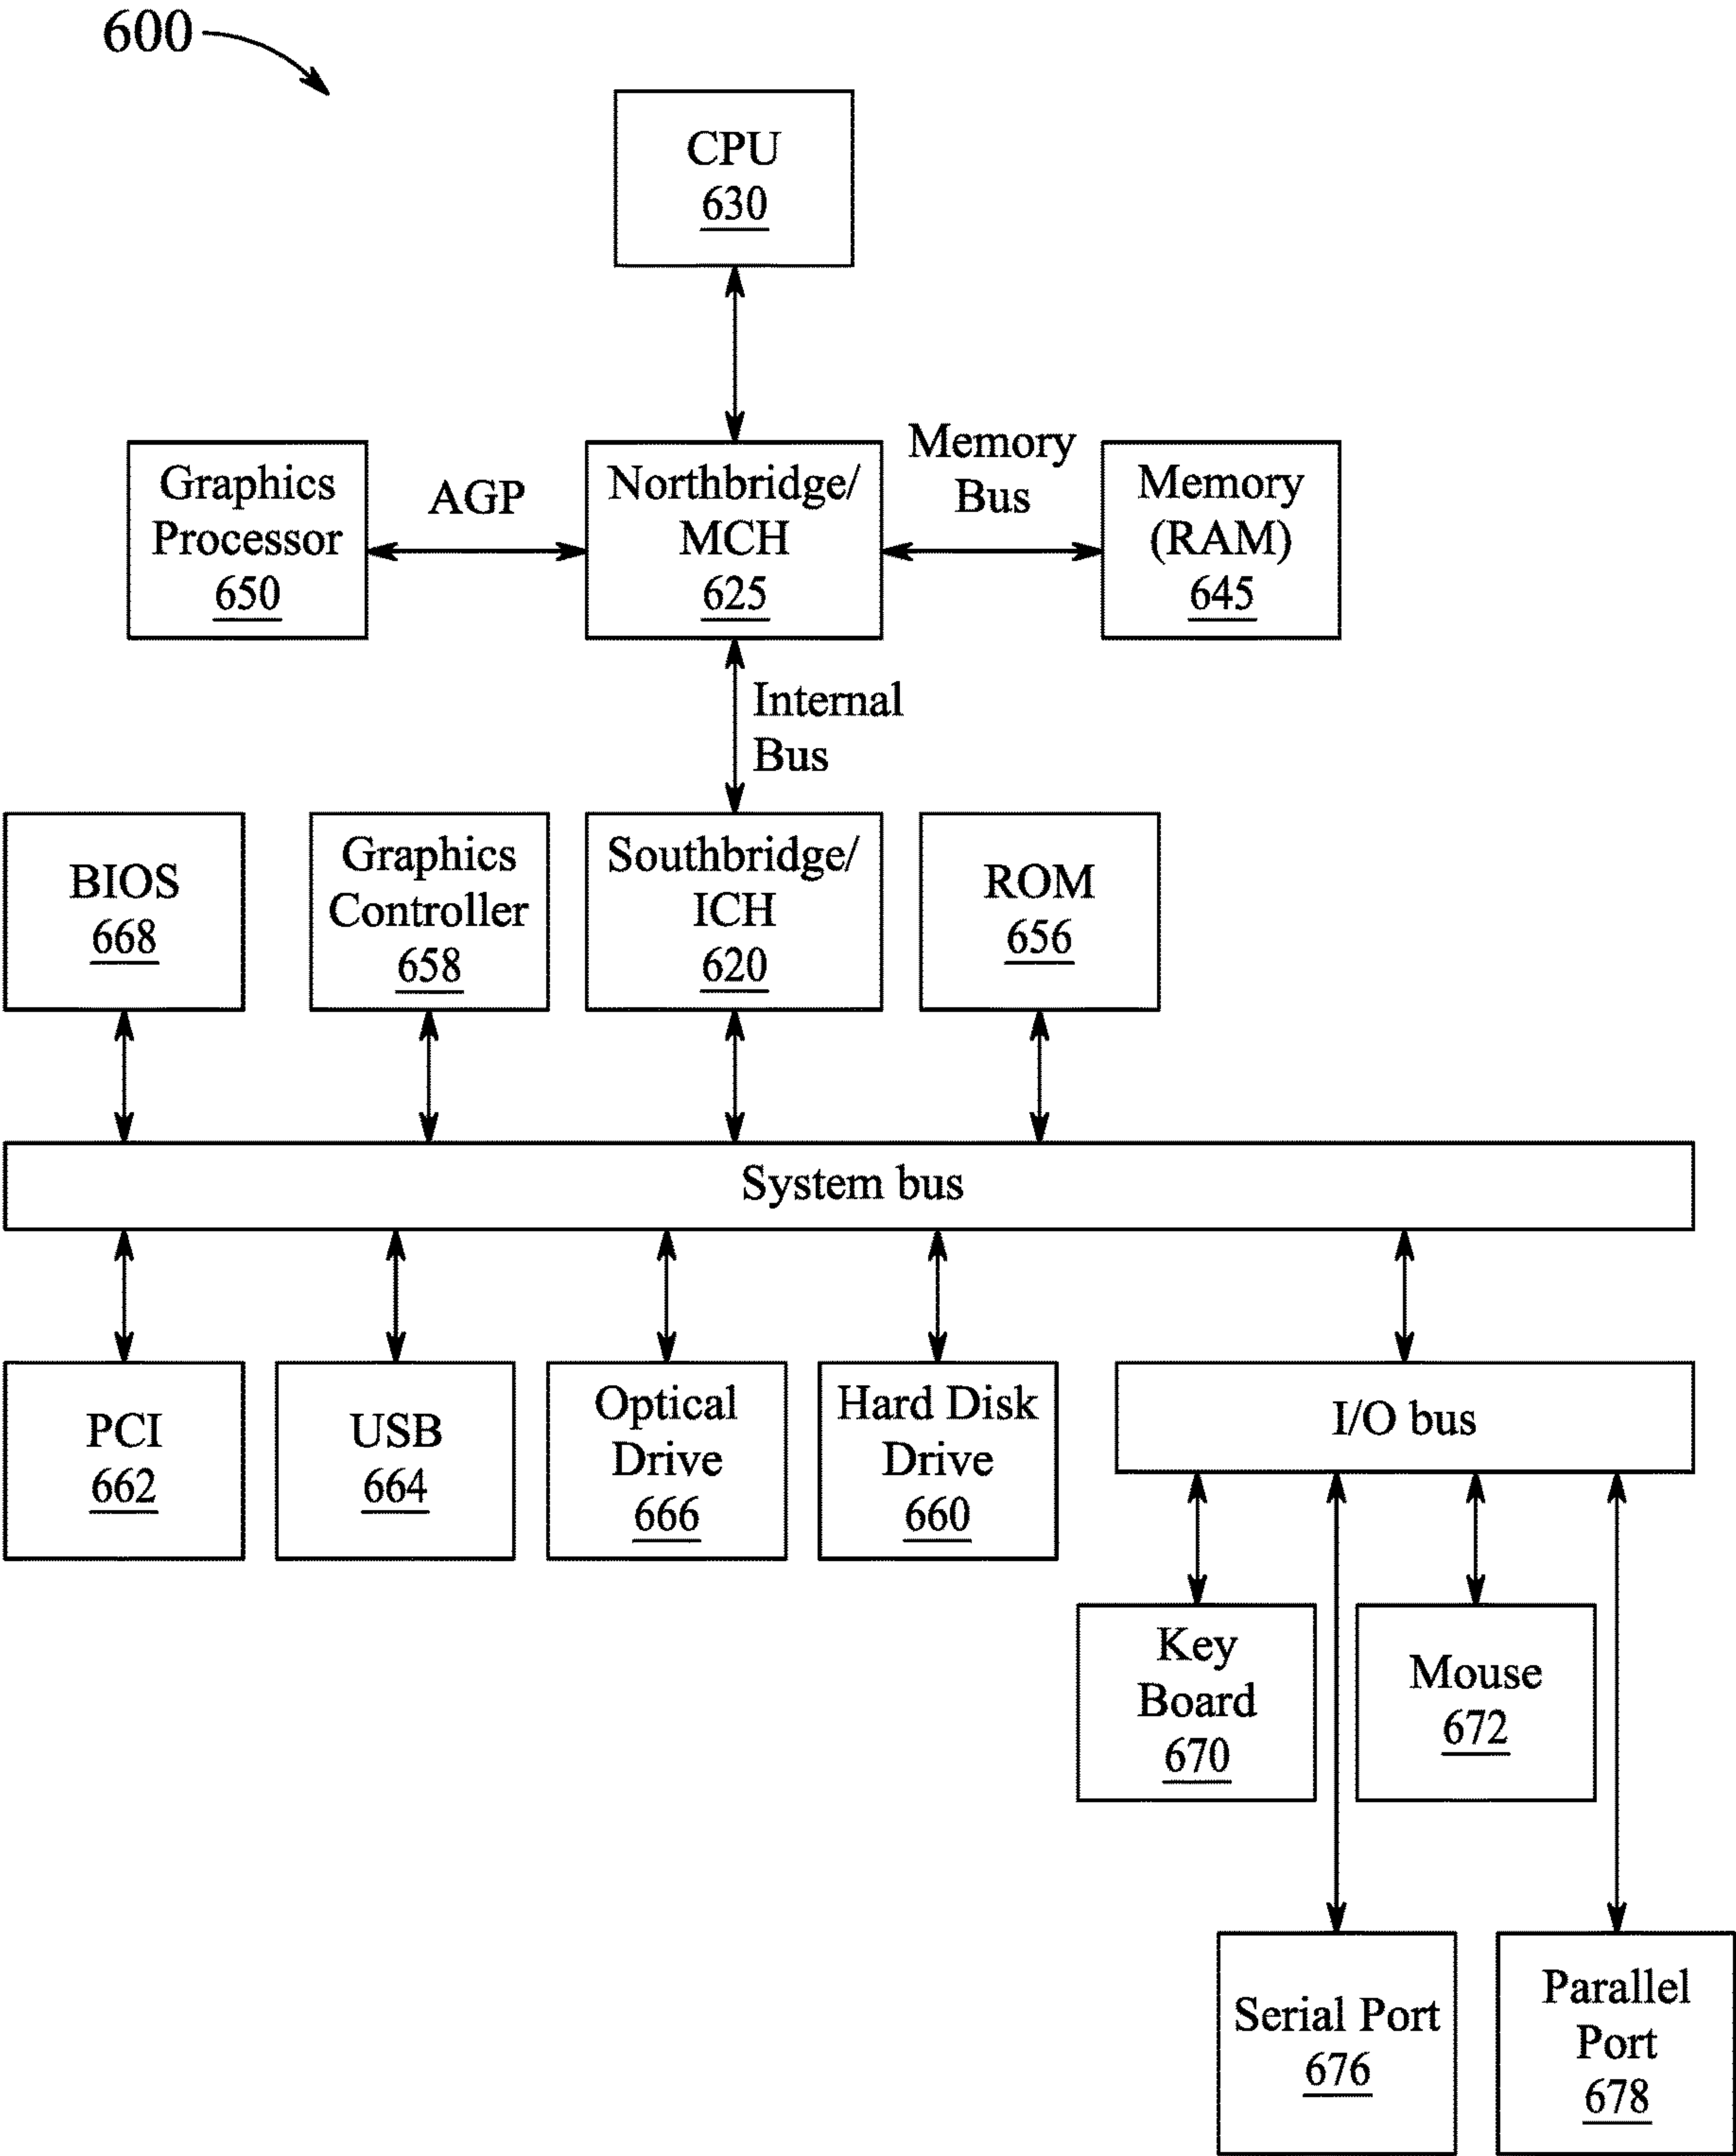 600
CPU
630
Graphics
Processor
650
AGP
Northbridge/
MCH
625
Memory
Bus
Memory
(RAM)
645
Internal
Bus
BIOS
668
Graphics
Controller
658
Southbridge/
ICH
620
ROM
656
System bus
PCI
662
USB
664
Optical
Drive
666
Hard Disk
Drive
660
I/O bus
Key
Board
670
Mouse
672
Serial Port
676
Parallel
Port
678